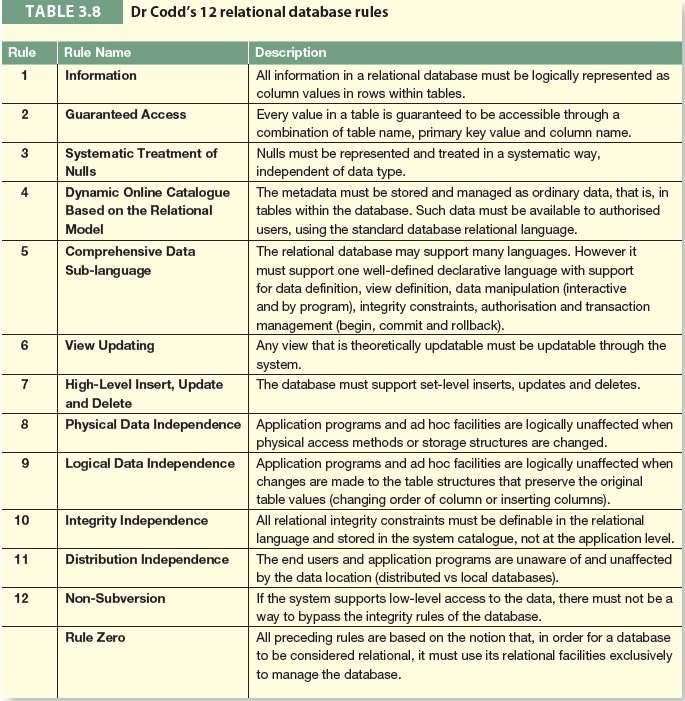 TABLE 3.8 Dr Codd's 12 relational database rules
Rule Rule Name Description
1 Information All information in a relational database must be logically represented as
column values in rows within tables.
2 Guaranteed Access Every value in a table is guaranteed to be accessible through a
combination of table name, primary key value and column name.
3 Systematic Treatment of Nulls must be represented and treated in a systematic way,
Nulls independent of data type.
4 Dynamic Online Catalogue The metadata must be stored and managed as ordinary data, that is, in
Based on the Relational tables within the database. Such data must be available to authorised
Model users, using the standard database relational language.
5 Comprehensive Data The relational database may support many languages. However it
Sub-language must support one well-defined declarative language with support
for data definition, view definition, data manipulation (interactive
and by program), integrity constraints, authorisation and transaction
management (begin, commit and rollback).
6 View Updating Any view that is theoretically updatable must be updatable through the
system.
7 High-Level Insert, Update The database must support set-level inserts, updates and deletes.
and Delete
8 Physical Data Independence Application programs and ad hoc facilities are logically unaffected when
physical access methods or storage structures are changed.
9 Logical Data Independence Application programs and ad hoc facilities are logically unaffected when
changes are made to the table structures that preserve the original
table values (changing order of column or inserting columns).
10 Integrity Independence All relational integrity constraints must be definable in the relational
language and stored in the system catalogue, not at the application level.
11 Distribution Independence The end users and application programs are unaware of and unaffected
by the data location (distributed vs local databases).
12 Non-Subversion If the system supports low-level access to the data, there must not be a
way to bypass the integrity rules of the database.
Rule Zero All preceding rules are based on the notion that, in order for a database
to be considered relational, it must use its relational facilities exclusively
to manage the database.